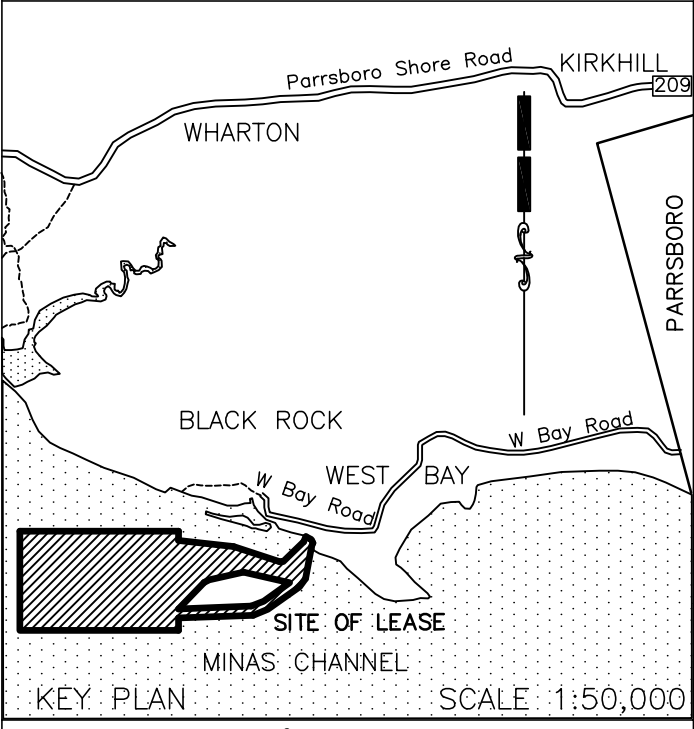 KIRKHILL
Parrsboro Shore Road
209
WHARTON
PARRSBORO
BLACK ROCK
W Bay Road
WEST BAY
W Bay Road
SITE OF LEASE
MINAS CHANNEL
KEY PLAN
SCALE 1:50,000